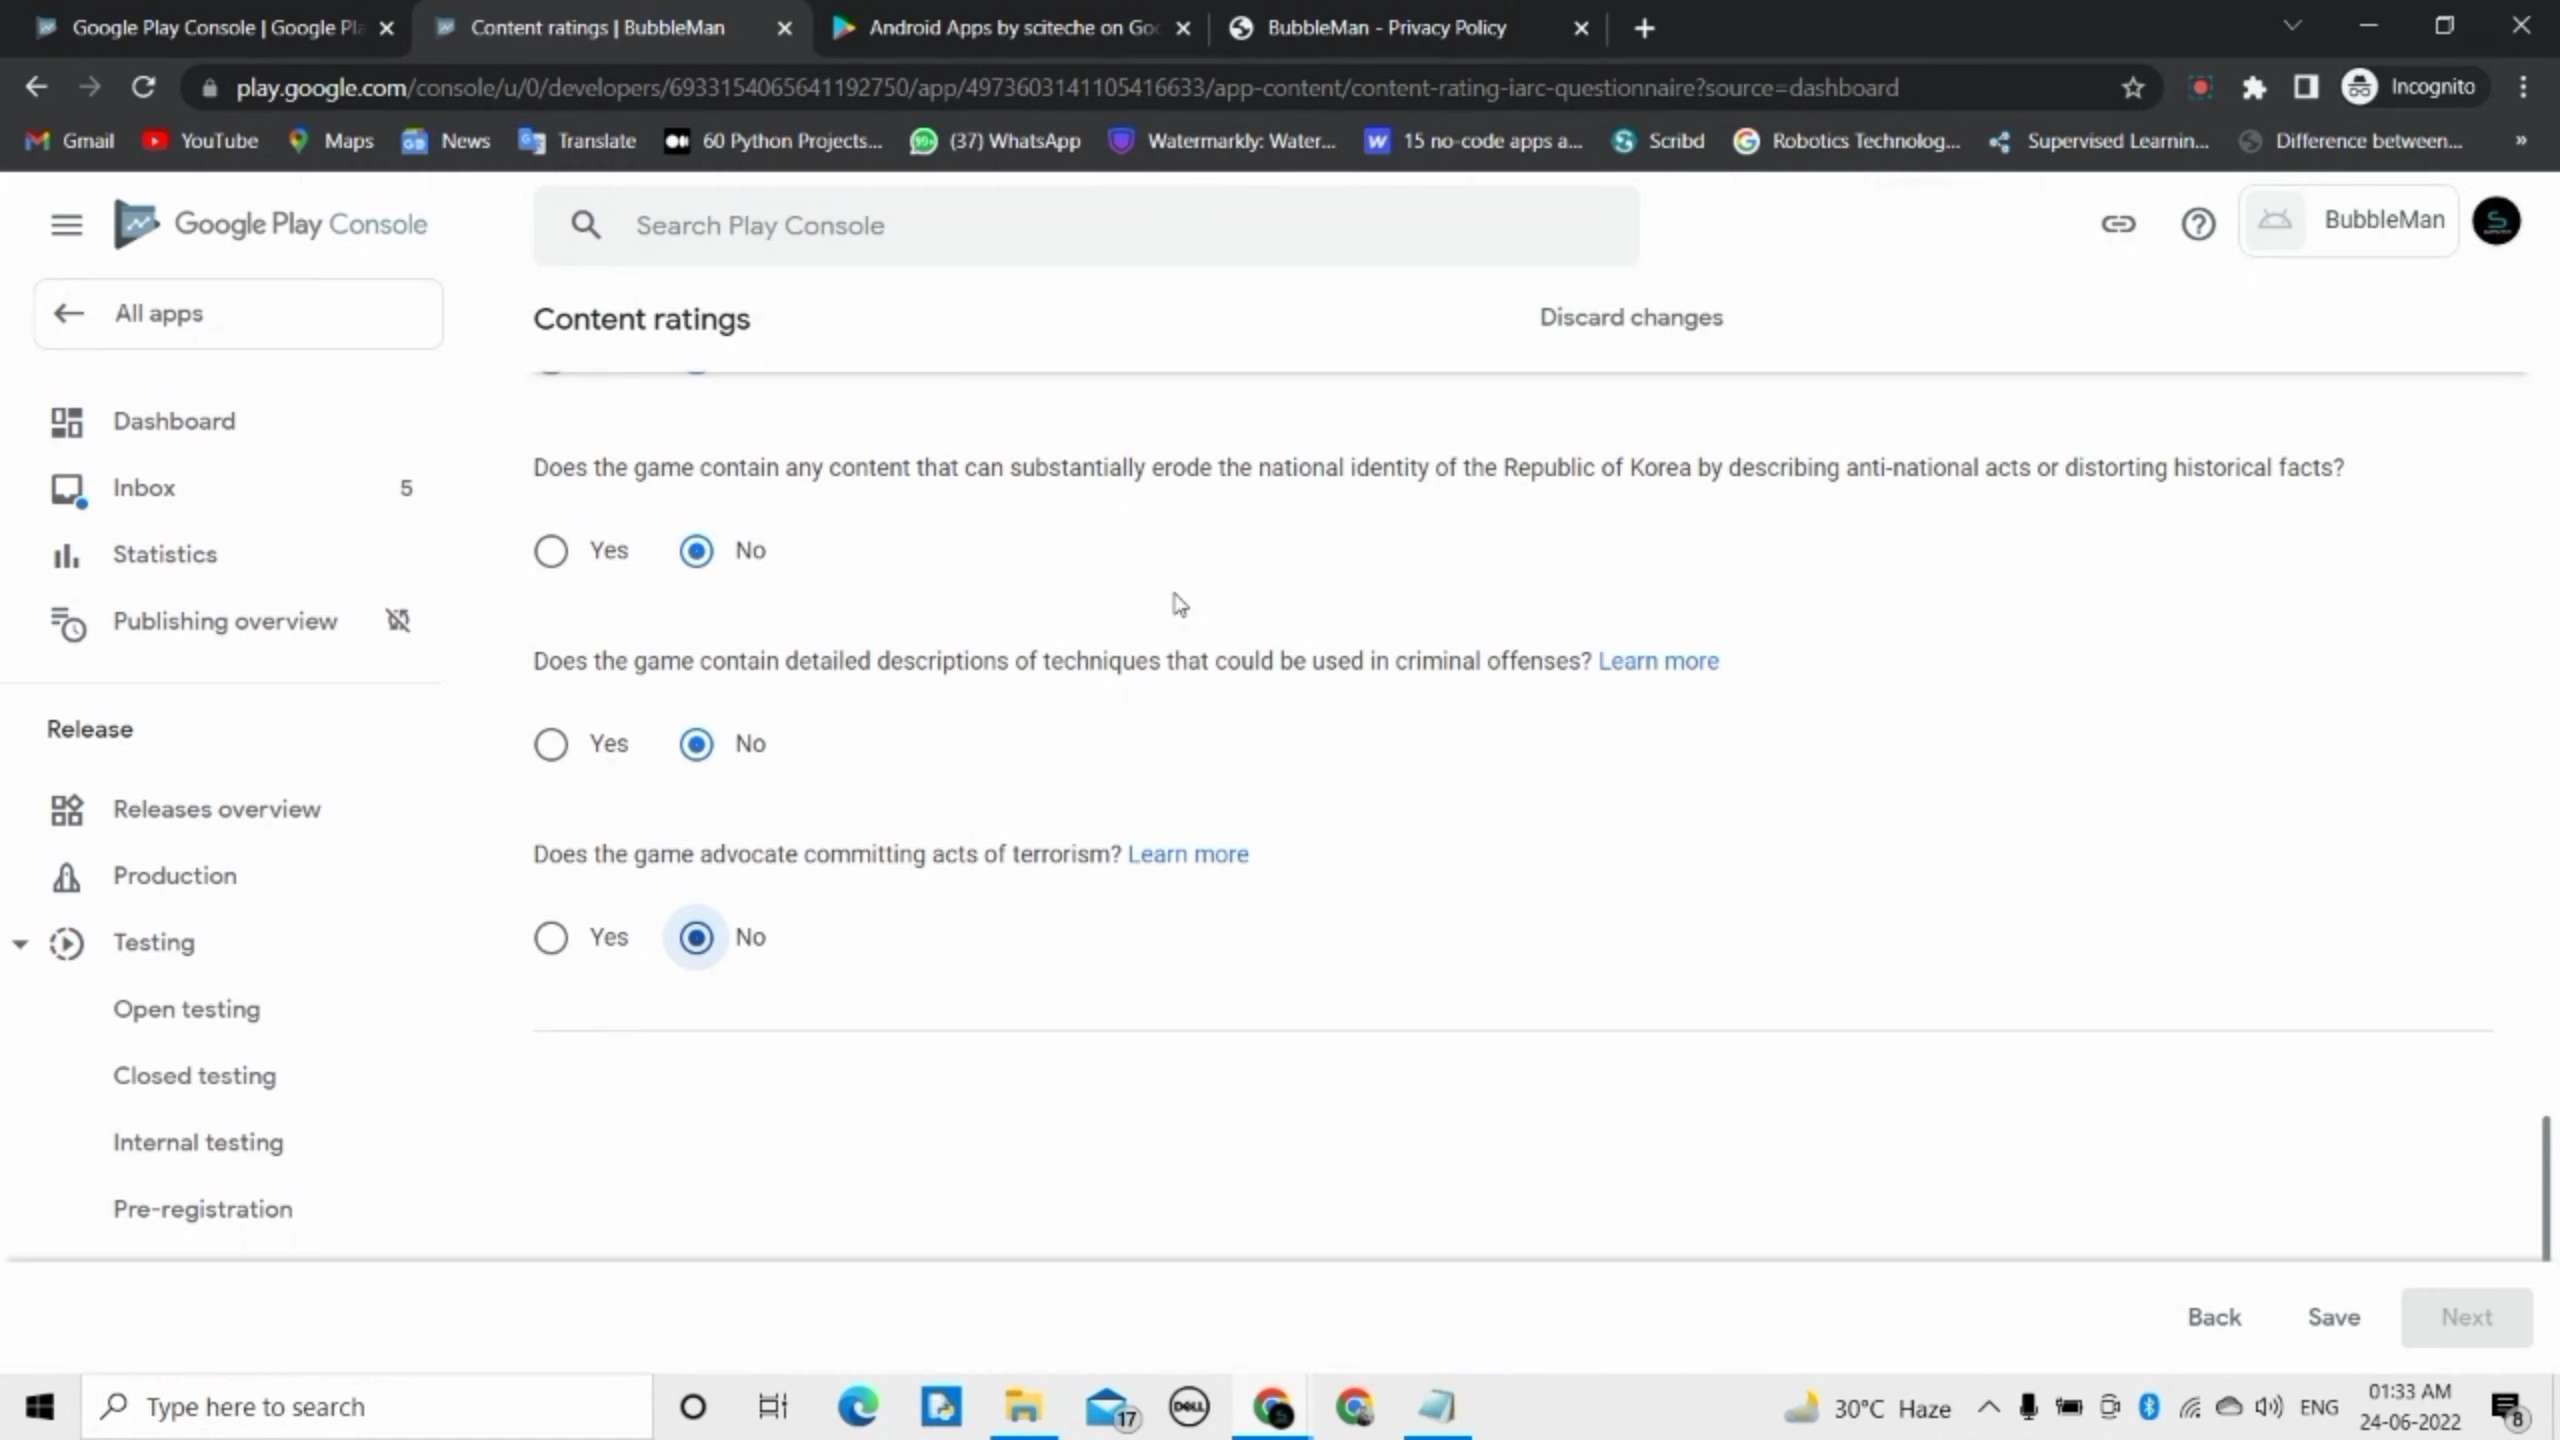 Google Play Console | Google Pla
Content ratings | BubbleMan
Android Apps by sciteche on Goo
BubbleMan - Privacy Policy
play.google.com/console/u/0/developers/6933154065641192750/app/4973603141105416633/app-content/content-rating-iarc-questionnaire?source=dashboard
Incognito
Gmail
YouTube
Maps
News
Translate
60 Python Projects...
(37) WhatsApp
Watermarkly: Water...
15 no-code apps a...
Scribd
Robotics Technolog...
Supervised Learnin...
Difference between...
»
Google Play Console
Search Play Console
BubbleMan
All apps
Content ratings
Discard changes
Dashboard
Inbox 5
Statistics
Publishing overview
Release
Releases overview
Production
Testing
Open testing
Closed testing
Internal testing
Pre-registration
Does the game contain any content that can substantially erode the national identity of the Republic of Korea by describing anti-national acts or distorting historical facts?
Yes No
Does the game contain detailed descriptions of techniques that could be used in criminal offenses? Learn more
Yes No
Does the game advocate committing acts of terrorism? Learn more
Yes No
Back Save Next
Type here to search
17
DELL
30°C Haze
ENG
01:33 AM
24-06-2022
8